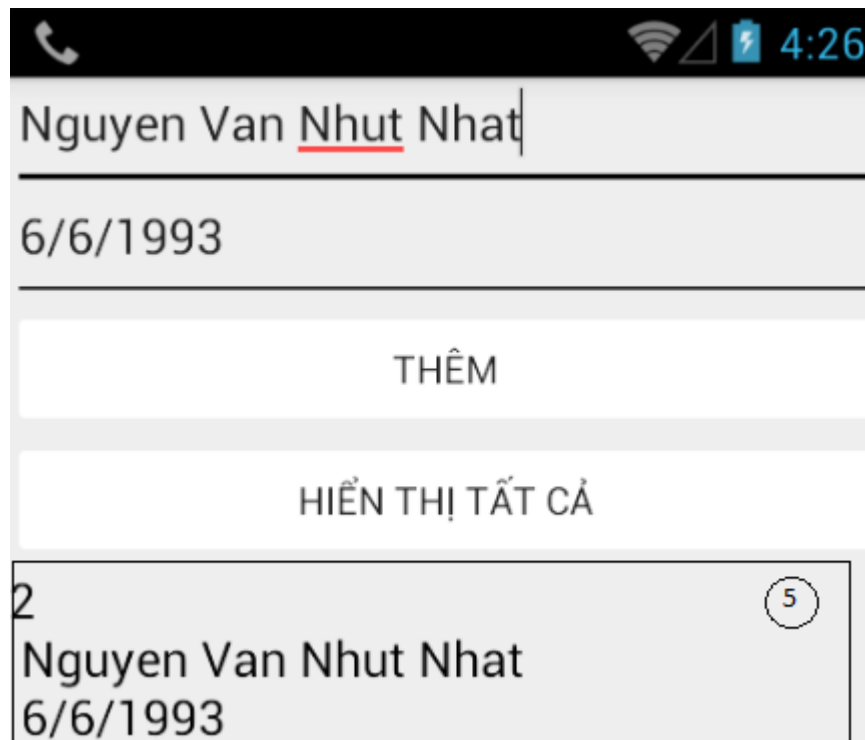 4:26
Nguyen Van Nhut Nhat
6/6/1993
THÊM
HIỂN THỊ TẤT CẢ
2
5
Nguyen Van Nhut Nhat
6/6/1993